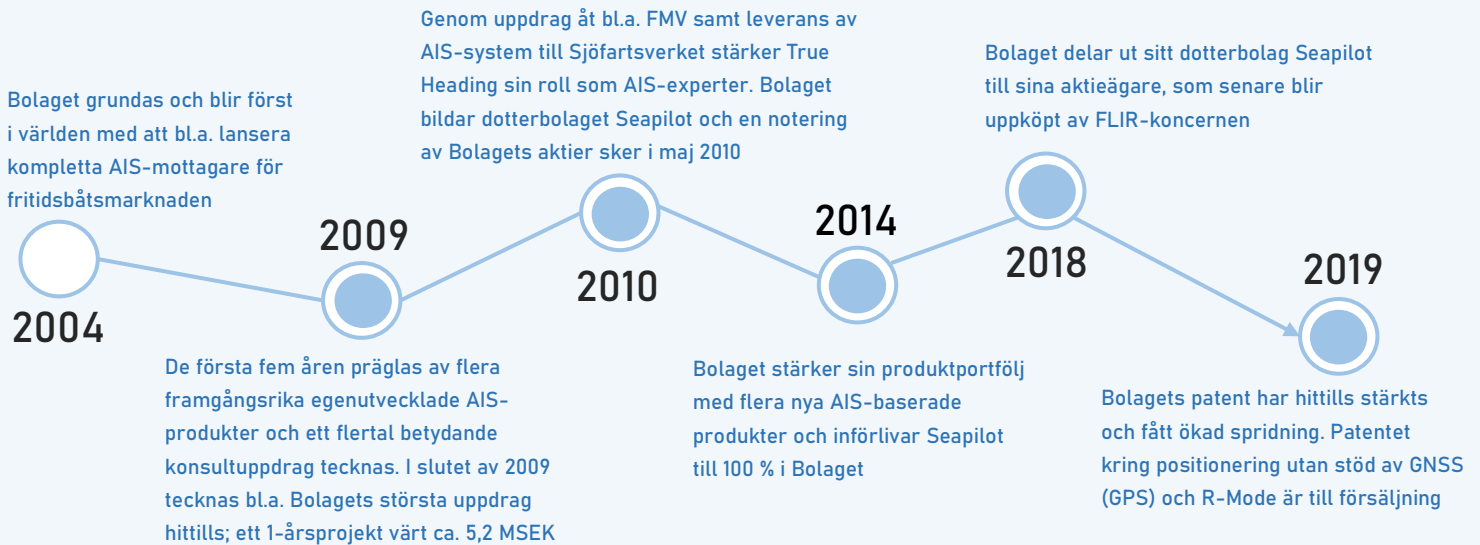 Bolaget grundas och blir först
i världen med att bl.a. lansera
kompletta AIS-mottagare för
fritidsbåtsmarknaden
2004
2009
De första fem åren präglas av flera
framgångsrika egenutvecklade AIS-
produkter och ett flertal betydande
konsultuppdrag tecknas. I slutet av 2009
tecknas bl.a. Bolagets största uppdrag
hittills; ett 1-årsprojekt värt ca. 5,2 MSEK
Genom uppdrag åt bl.a. FMV samt leverans av
AIS-system till Sjöfartsverket stärker True
Heading sin roll som AIS-experter. Bolaget
bildar dotterbolaget Seapilot och en notering
av Bolagets aktier sker i maj 2010
2010
2014
Bolaget stärker sin produktportfölj
med flera nya AIS-baserade
produkter och införlivar Seapilot
till 100 % i Bolaget
Bolaget delar ut sitt dotterbolag Seapilot
till sina aktieägare, som senare blir
uppköpt av FLIR-koncernen
2018
2019
Bolagets patent har hittills stärkts
och fått ökad spridning. Patentet
kring positionering utan stöd av GNSS
(GPS) och R-Mode är till försäljning